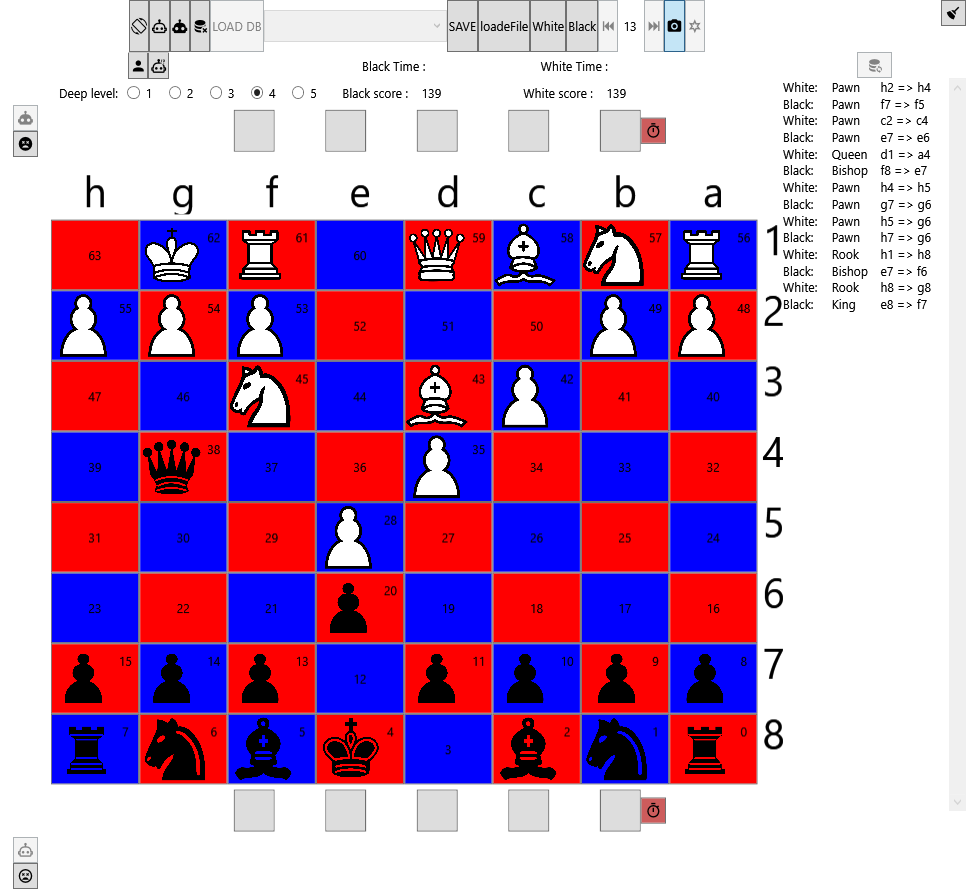 LOAD DB SAVE loadeFile White Black 13
Black Time : White Time :
Deep level: 1 2 3 4 5 Black score : 139 White score : 139
White: Pawn h2 => h4
Black: Pawn f7 => f5
White: Pawn c2 => c4
Black: Pawn e7 => e6
White: Queen d1 => a4
Black: Bishop f8 => e7
White: Pawn h4 => h5
Black: Pawn g7 => g6
White: Pawn h5 => g6
Black: Pawn h7 => g6
White: Rook h1 => h8
Black: Bishop e7 => f6
White: Rook h8 => g8
Black: King e8 => f7
h g f e d c b a
63 62 61 60 59 58 57 56 1
55 54 53 52 51 50 49 48 2
47 46 45 44 43 42 41 40 3
39 38 37 36 35 34 33 32 4
31 30 29 28 27 26 25 24 5
23 22 21 20 19 18 17 16 6
15 14 13 12 11 10 9 8 7
7 6 5 4 3 2 1 0 8